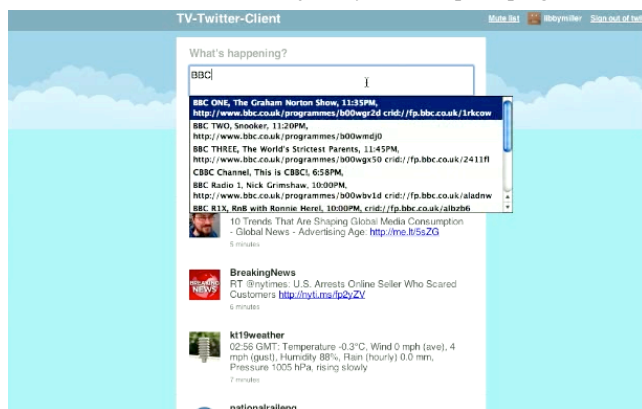 TV-Twitter-Client
Mute list libbymiller Sign out of twi
What's happening?
BBC
BBC ONE, The Graham Norton Show, 11:35PM,
http://www.bbc.co.uk/programmes/b00wgr2d crid://fp.bbc.co.uk/1rkcow
BBC TWO, Snooker, 11:20PM,
http://www.bbc.co.uk/programmes/b00wmdj0
BBC THREE, The World's Strictest Parents, 11:45PM,
http://www.bbc.co.uk/programmes/b00wgx50 crid://fp.bbc.co.uk/2411fl
CBBC Channel, This is CBBC!, 6:58PM,
BBC Radio 1, Nick Grimshaw, 10:00PM,
http://www.bbc.co.uk/programmes/b00wbv1d crid://fp.bbc.co.uk/aladnw
BBC R1X, RnB with Ronnie Herel, 10:00PM, crid://fp.bbc.co.uk/albzb6
10 Trends That Are Shaping Global Media Consumption
- Global News - Advertising Age: http://me.lt/5sZG
5 minutes
BREAKING
NEWS
BreakingNews
RT @nytimes: U.S. Arrests Online Seller Who Scared
Customers http://nyti.ms/fp2yZV
6 minutes
kt19weather
02:56 GMT: Temperature -0.3°C, Wind 0 mph (ave), 4
mph (gust), Humidity 88%, Rain (hourly) 0.0 mm,
Pressure 1005 hPa, rising slowly
7 minutes
nationalraileng